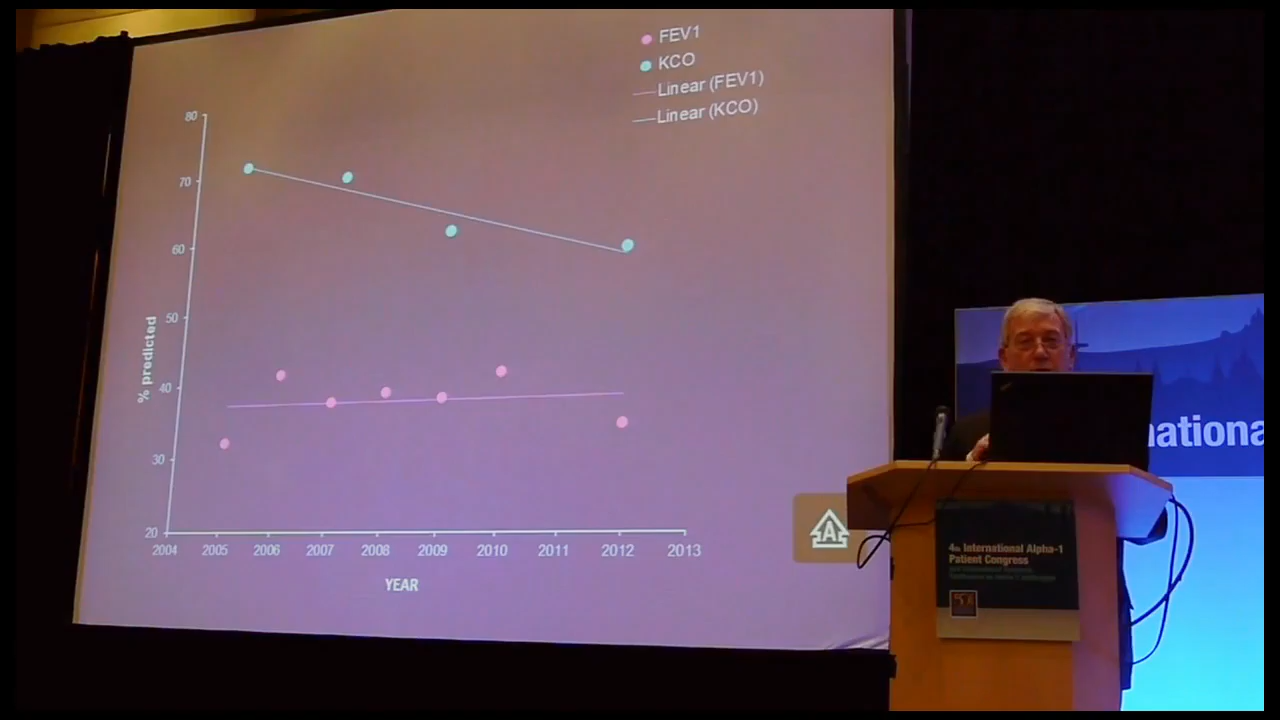 FEV1
KCO
Linear (FEV1)
Linear (KCO)
80
70
60
50
40
30
20
% predicted
2004 2005 2006 2007 2008 2009 2010 2011 2012 2013
YEAR
A
nationa
4th International Alpha-1
Patient Congress